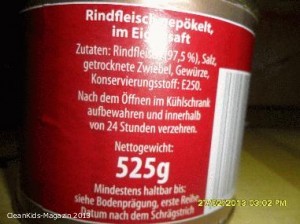 Rindfleisch gepökelt,
im Eigensaft
Zutaten: Rindfleisch (97,5 %), Salz,
getrocknete Zwiebel, Gewürze,
Konservierungsstoff: E250.
Nach dem Öffnen im Kühlschrank
aufbewahren und innerhalb
von 24 Stunden verzehren.
Nettogewicht:
525g
Mindestens haltbar bis:
siehe Bodenprägung, erste Reihe
Datum nach dem Schrägstrich
2013 03:02 PM
CleanKids-Magazin 2013